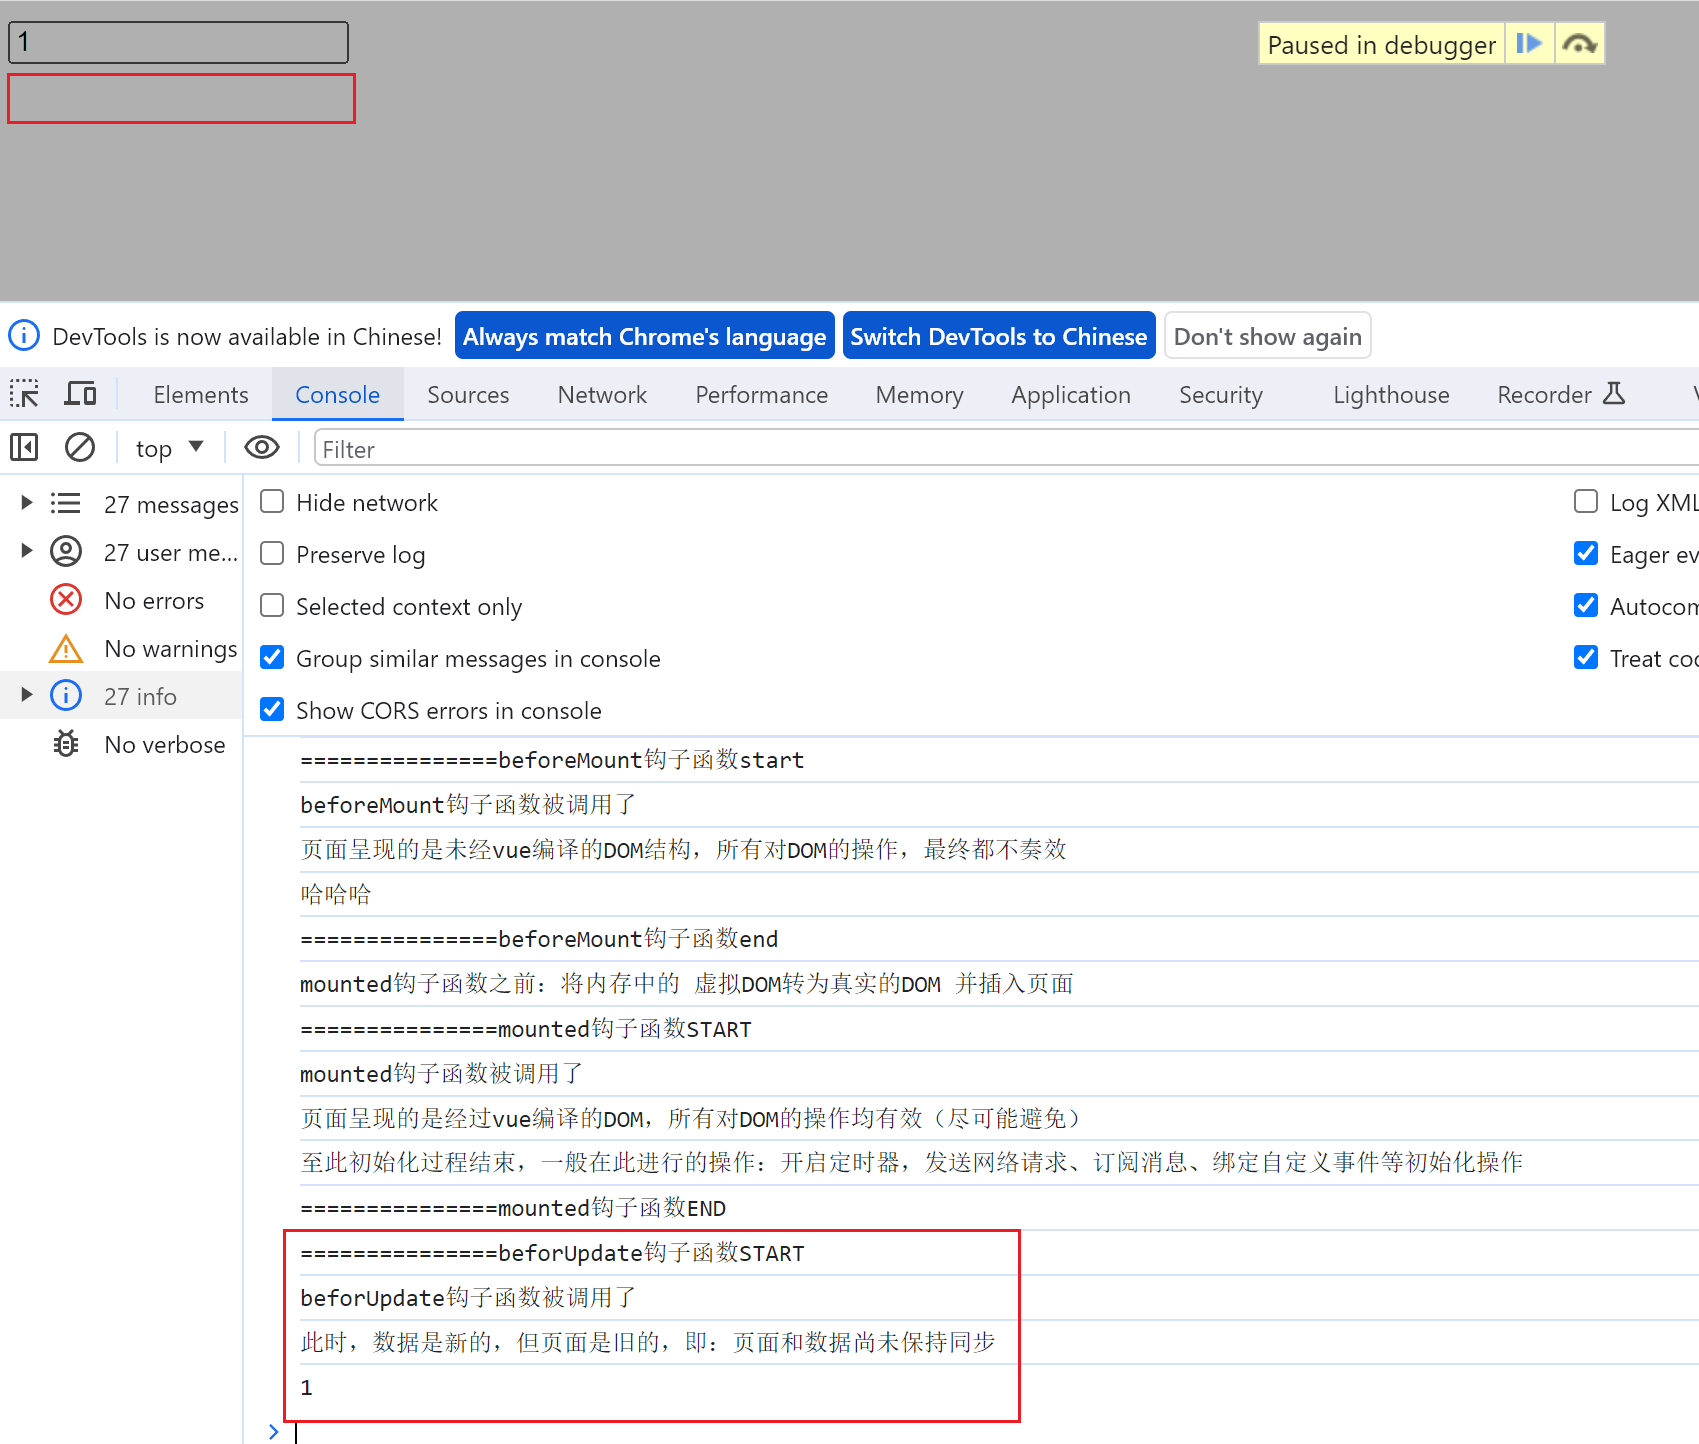 1
Paused in debugger
DevTools is now available in Chinese! Always match Chrome's language Switch DevTools to Chinese Don't show again
Elements Console Sources Network Performance Memory Application Security Lighthouse Recorder
top Filter
27 messages
27 user me...
No errors
No warnings
27 info
No verbose
Hide network
Preserve log
Selected context only
Group similar messages in console
Show CORS errors in console
Log XML
Eager ev
Autocom
Treat cod
===============beforeMount钩子函数start
beforeMount钩子函数被调用了
页面呈现的是未经vue编译的DOM结构，所有对DOM的操作，最终都不奏效
哈哈哈
===============beforeMount钩子函数end
mounted钩子函数之前：将内存中的 虚拟DOM转为真实的DOM 并插入页面
===============mounted钩子函数START
mounted钩子函数被调用了
页面呈现的是经过vue编译的DOM，所有对DOM的操作均有效（尽可能避免）
至此初始化过程结束，一般在此进行的操作：开启定时器，发送网络请求、订阅消息、绑定自定义事件等初始化操作
===============mounted钩子函数END
===============beforUpdate钩子函数START
beforUpdate钩子函数被调用了
此时，数据是新的，但页面是旧的，即：页面和数据尚未保持同步
1